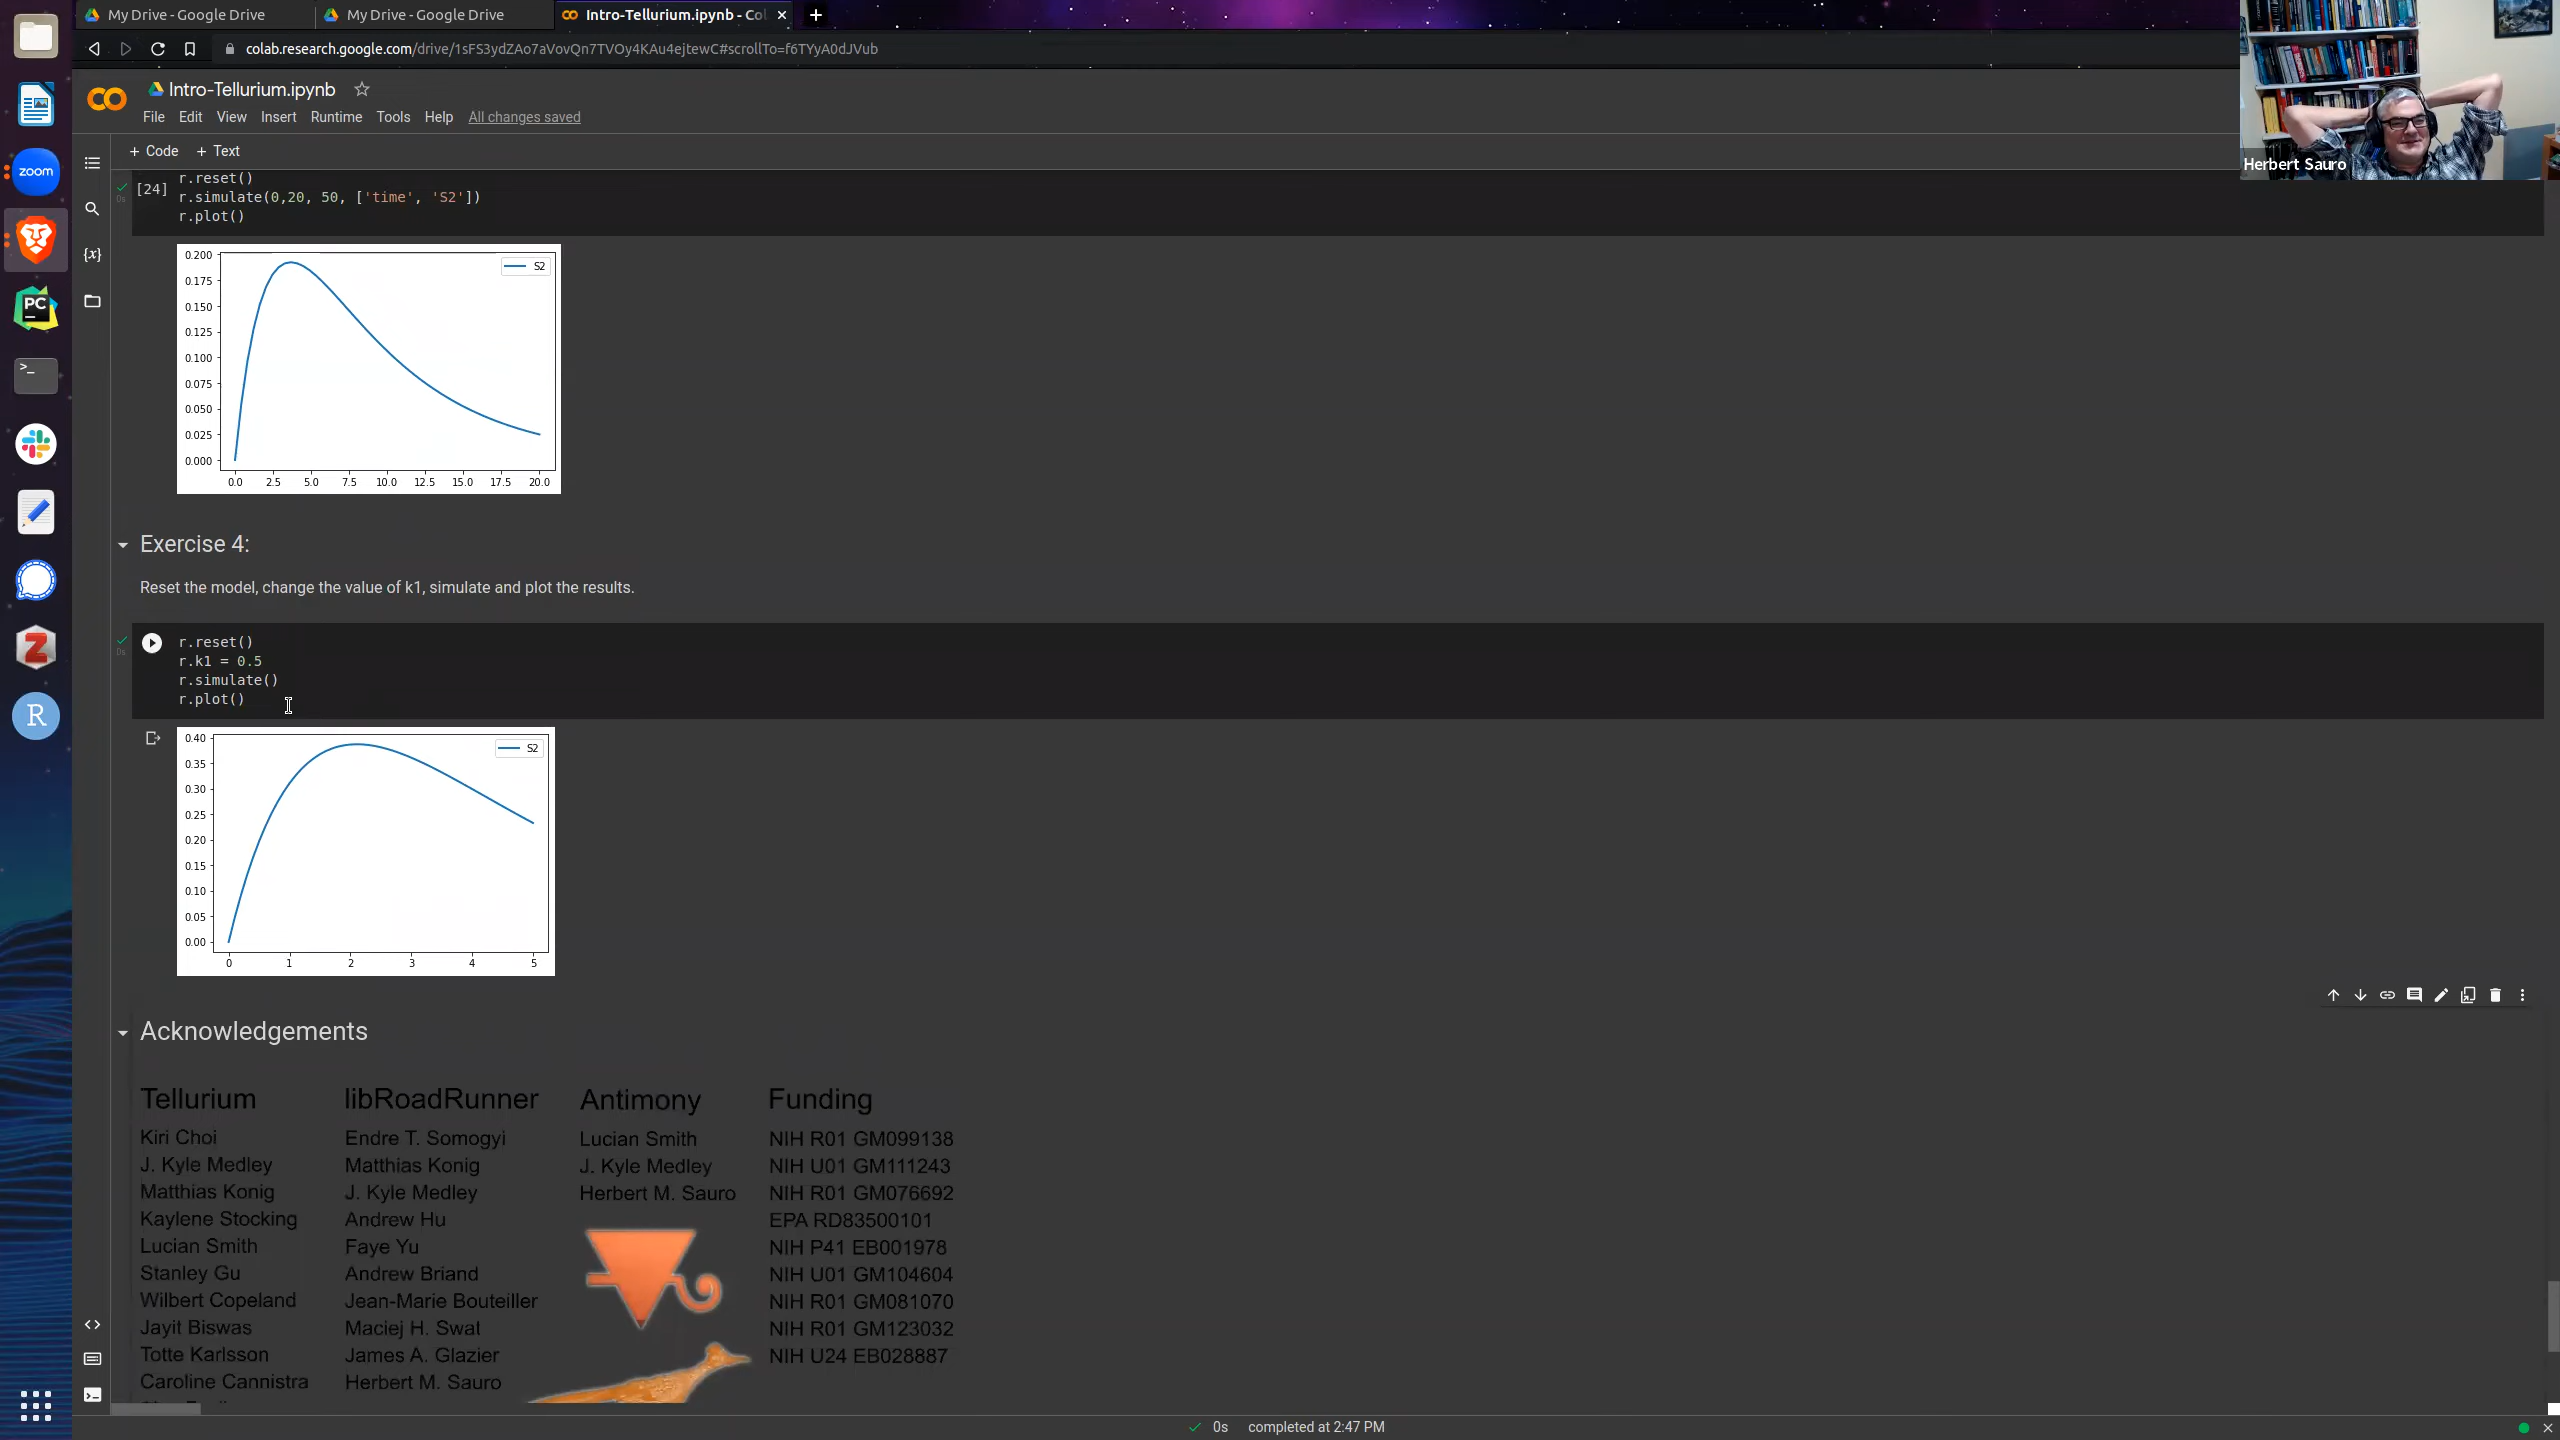 My Drive - Google Drive
My Drive - Google Drive
Intro-Tellurium.ipynb - Co
colab.research.google.com/drive/1sFS3ydZAo7aVovQn7TVOy4KAu4ejtewC#scrollTo=f6TYyA0dJVub
Intro-Tellurium.ipynb
File Edit View Insert Runtime Tools Help All changes saved
+ Code + Text
Herbert Sauro
zoom
PC
Z
R
{x}
[24]
0s
r.reset()
r.simulate(0,20, 50, ['time', 'S2'])
r.plot()
S2
0.200
0.175
0.150
0.125
0.100
0.075
0.050
0.025
0.000
0.0 2.5 5.0 7.5 10.0 12.5 15.0 17.5 20.0
Exercise 4:
Reset the model, change the value of k1, simulate and plot the results.
0s
r.reset()
r.k1 = 0.5
r.simulate()
r.plot()
S2
0.40
0.35
0.30
0.25
0.20
0.15
0.10
0.05
0.00
0 1 2 3 4 5
Acknowledgements
Tellurium
Kiri Choi
J. Kyle Medley
Matthias Konig
Kaylene Stocking
Lucian Smith
Stanley Gu
Wilbert Copeland
Jayit Biswas
Totte Karlsson
Caroline Cannistra
libRoadRunner
Endre T. Somogyi
Matthias Konig
J. Kyle Medley
Andrew Hu
Faye Yu
Andrew Briand
Jean-Marie Bouteiller
Maciej H. Swat
James A. Glazier
Herbert M. Sauro
Antimony
Lucian Smith
J. Kyle Medley
Herbert M. Sauro
Funding
NIH R01 GM099138
NIH U01 GM111243
NIH R01 GM076692
EPA RD83500101
NIH P41 EB001978
NIH U01 GM104604
NIH R01 GM081070
NIH R01 GM123032
NIH U24 EB028887
0s completed at 2:47 PM